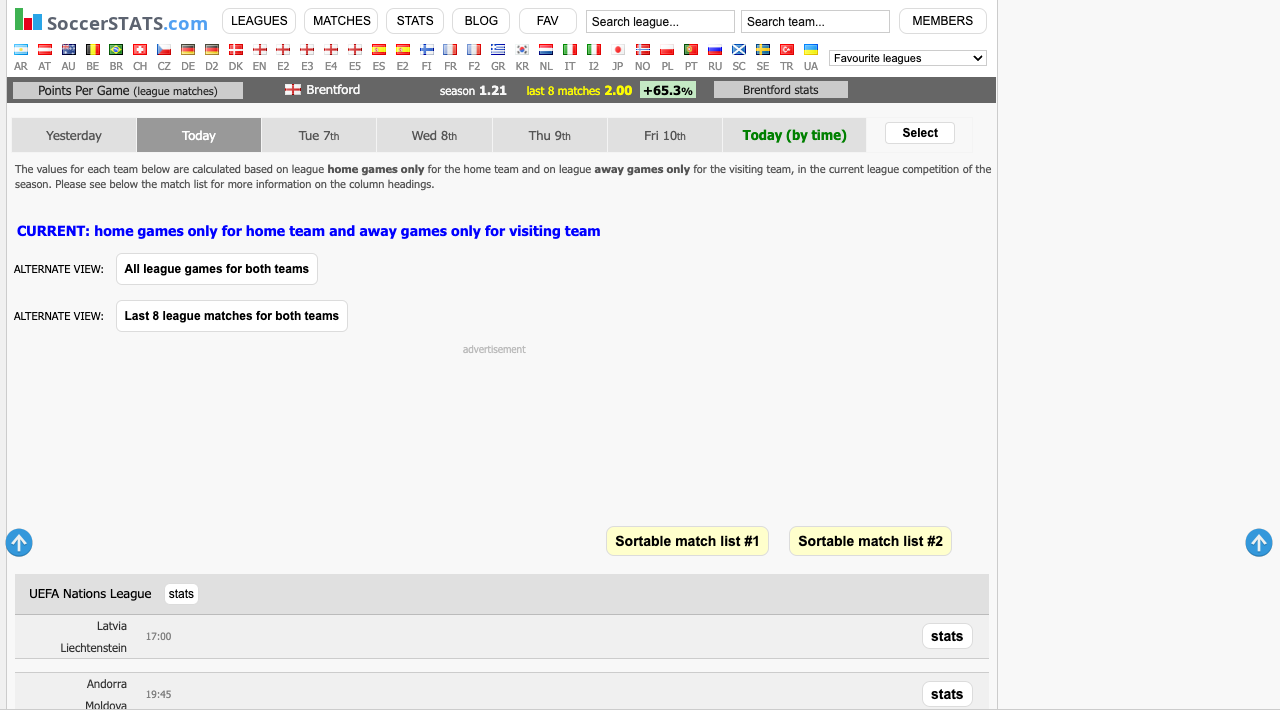 SoccerSTATS.com LEAGUES MATCHES STATS BLOG FAV Search league... Search team... MEMBERS
AR AT AU BE BR CH CZ DE D2 DK EN E2 E3 E4 E5 ES E2 FI FR F2 GR KR NL IT I2 JP NO PL PT RU SC SE TR UA Favourite leagues
Points Per Game (league matches) Brentford season 1.21 last 8 matches 2.00 +65.3% Brentford stats
Yesterday Today Tue 7th Wed 8th Thu 9th Fri 10th Today (by time) Select
The values for each team below are calculated based on league home games only for the home team and on league away games only for the visiting team, in the current league competition of the
season. Please see below the match list for more information on the column headings.
CURRENT: home games only for home team and away games only for visiting team
ALTERNATE VIEW: All league games for both teams
ALTERNATE VIEW: Last 8 league matches for both teams
advertisement
Sortable match list #1 Sortable match list #2
UEFA Nations League stats
Latvia
17:00 stats
Liechtenstein
Andorra
19:45 stats
Moldova